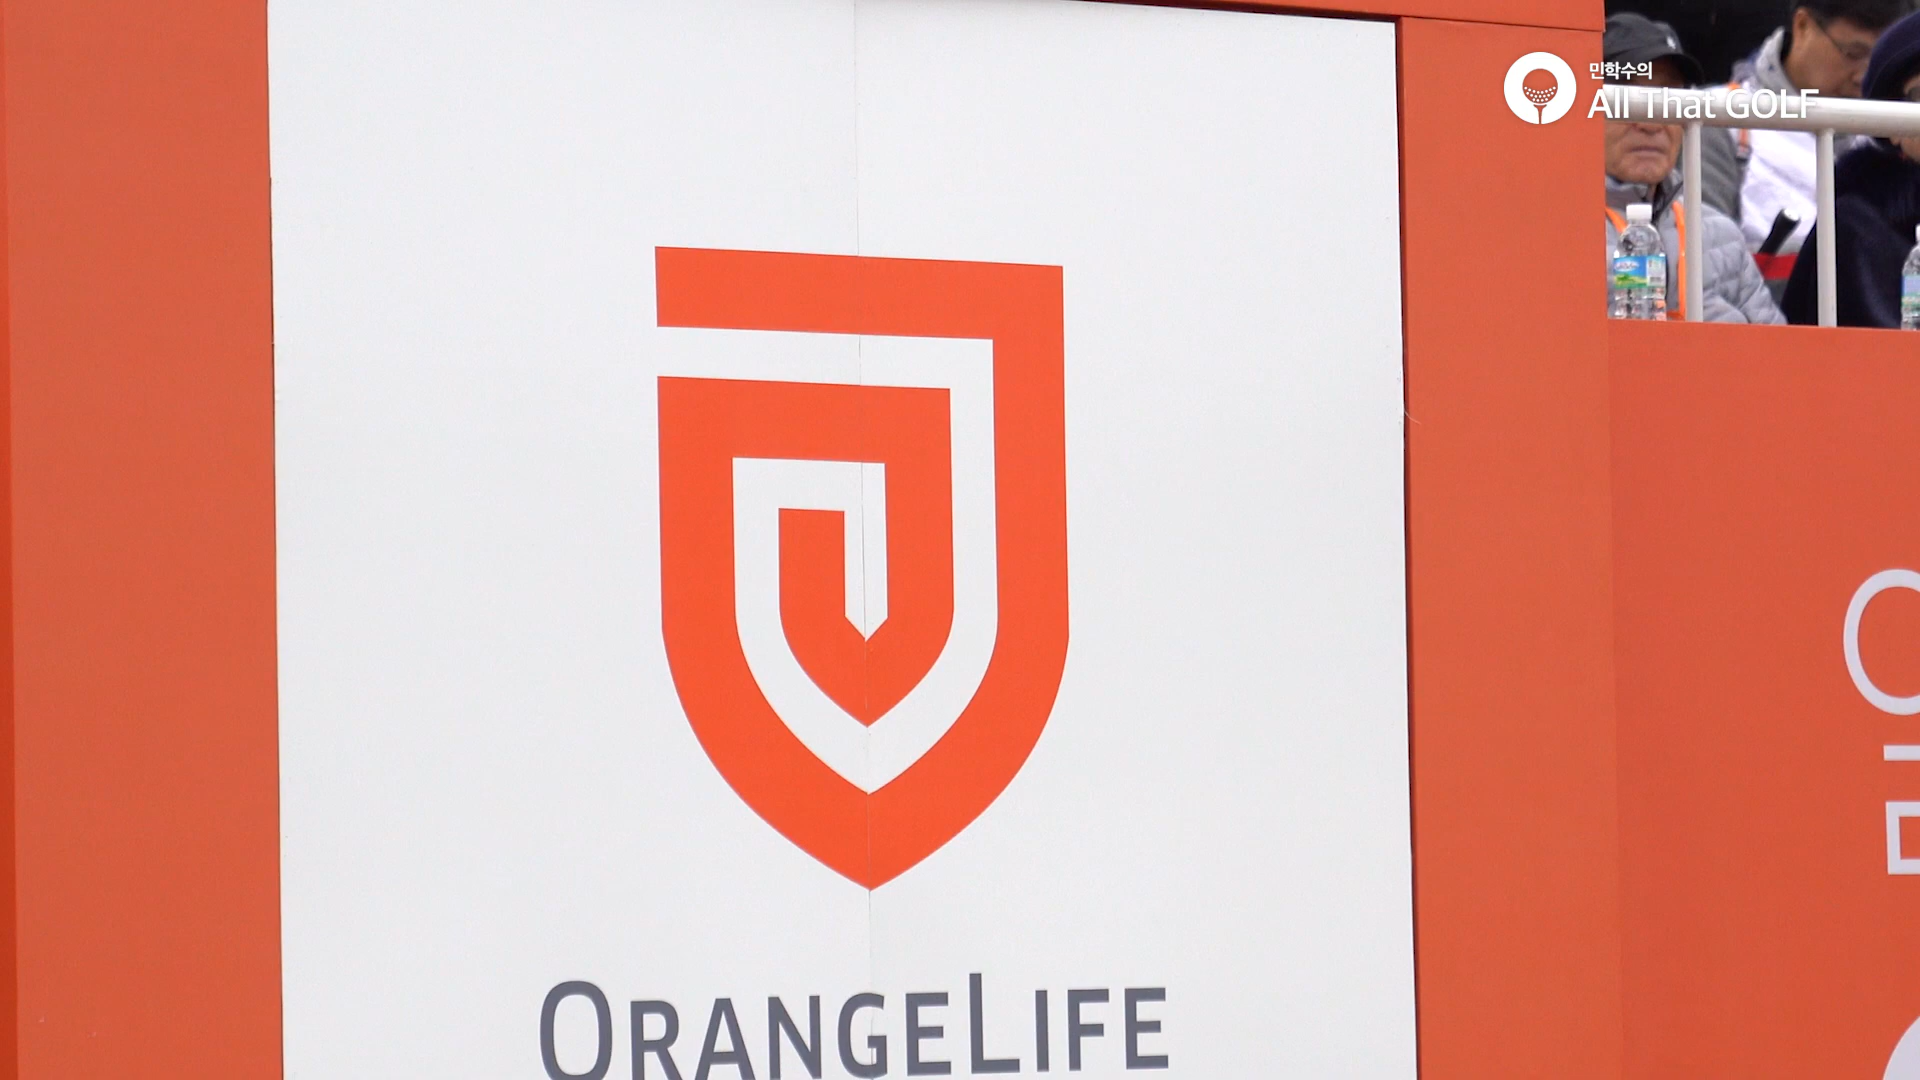 민학수의
All That GOLF
ORANGELIFE